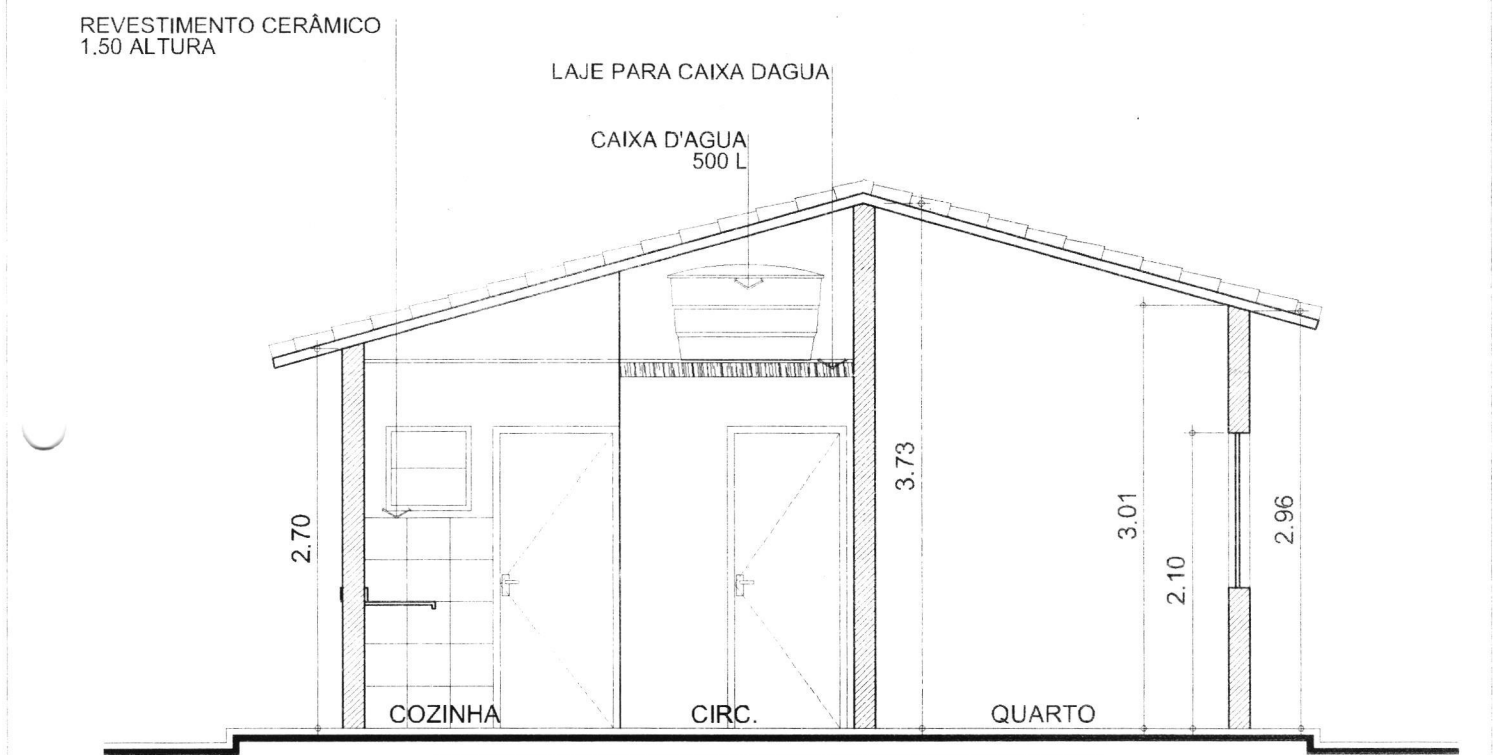 REVESTIMENTO CERÂMICO
1.50 ALTURA
LAJE PARA CAIXA DAGUA
CAIXA D'AGUA
500 L
2.70
3.73
3.01
2.10
2.96
COZINHA
CIRC.
QUARTO